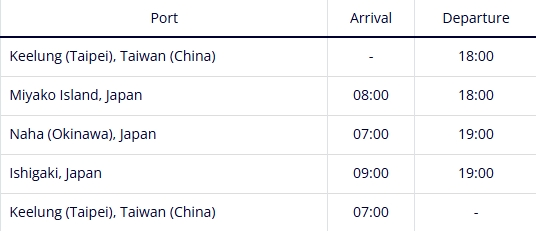 Port Arrival Departure
Keelung (Taipei), Taiwan (China) - 18:00
Miyako Island, Japan 08:00 18:00
Naha (Okinawa), Japan 07:00 19:00
Ishigaki, Japan 09:00 19:00
Keelung (Taipei), Taiwan (China) 07:00 -